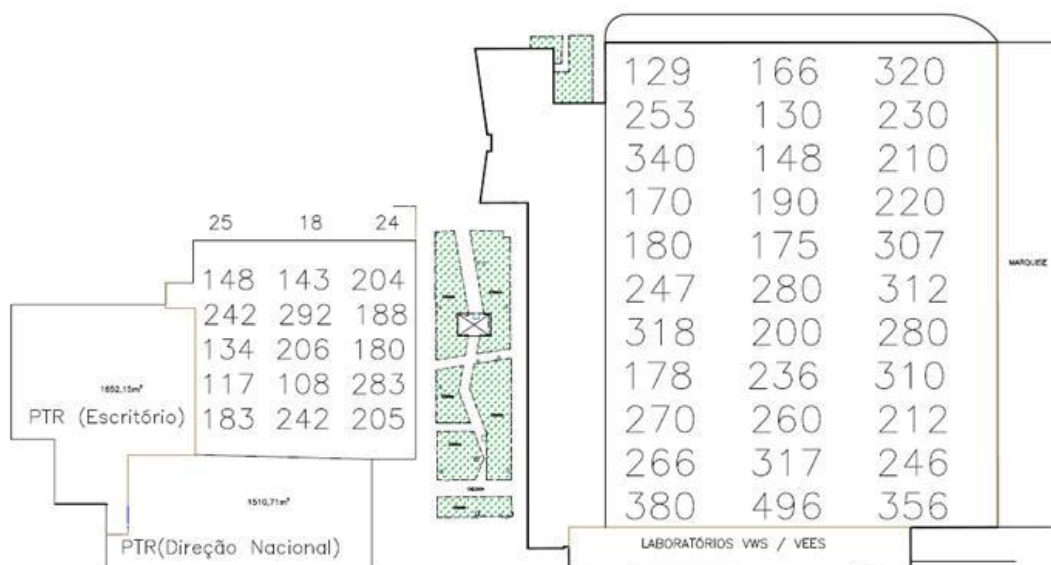 129 166 320
253 130 230
340 148 210
170 190 220
180 175 307
247 280 312
318 200 280
178 236 310
270 260 212
266 317 246
380 496 356
MARQUISE
25 18 24
148 143 204
242 292 188
134 206 180
117 108 283
183 242 205
1652,15m²
PTR (Escritório)
1510,71m²
PTR(Direção Nacional)
LABORATÓRIOS VWS / VEES